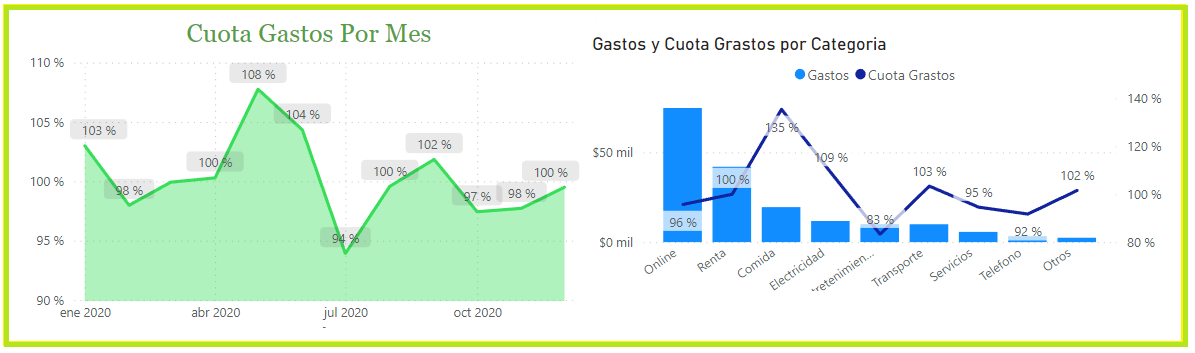 Cuota Gastos Por Mes
110 %
105 %
100 %
95 %
90 %
103 %
98 %
100 %
108 %
104 %
94 %
100 %
102 %
97 %
98 %
100 %
ene 2020
abr 2020
jul 2020
oct 2020
Gastos y Cuota Grastos por Categoria
Gastos
Cuota Grastos
$50 mil
$0 mil
140 %
120 %
100 %
80 %
96 %
100 %
135 %
109 %
83 %
103 %
95 %
92 %
102 %
Online
Renta
Comida
Electricidad
...tretenimien...
Transporte
Servicios
Telefono
Otros